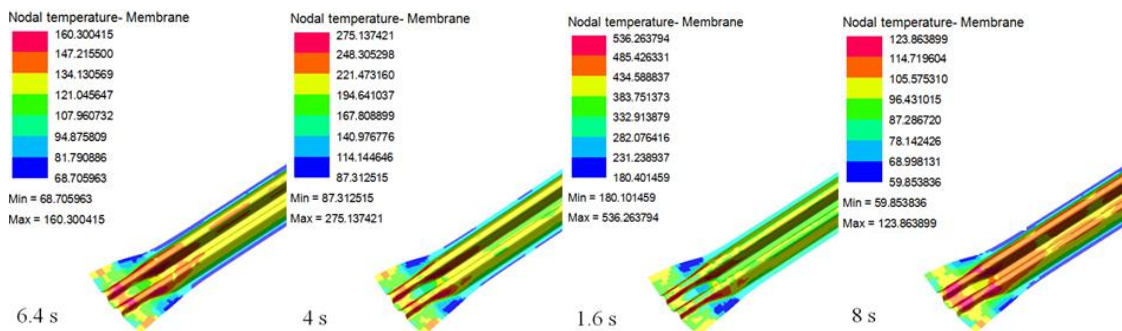 Nodal temperature- Membrane
160.300415
147.215500
134.130569
121.045647
107.960732
94.875809
81.790886
68.705963
Min = 68.705963
Max = 160.300415
6.4 s
Nodal temperature- Membrane
275.137421
248.305298
221.473160
194.641037
167.808899
140.976776
114.144646
87.312515
Min = 87.312515
Max = 275.137421
4 s
Nodal temperature- Membrane
536.263794
485.426331
434.588837
383.751373
332.913879
282.076416
231.238937
180.401459
Min = 180.101459
Max = 536.263794
1.6 s
Nodal temperature- Membrane
123.863899
114.719604
105.575310
96.431015
87.286720
78.142426
68.998131
59.853836
Min = 59.853836
Max = 123.863899
8 s